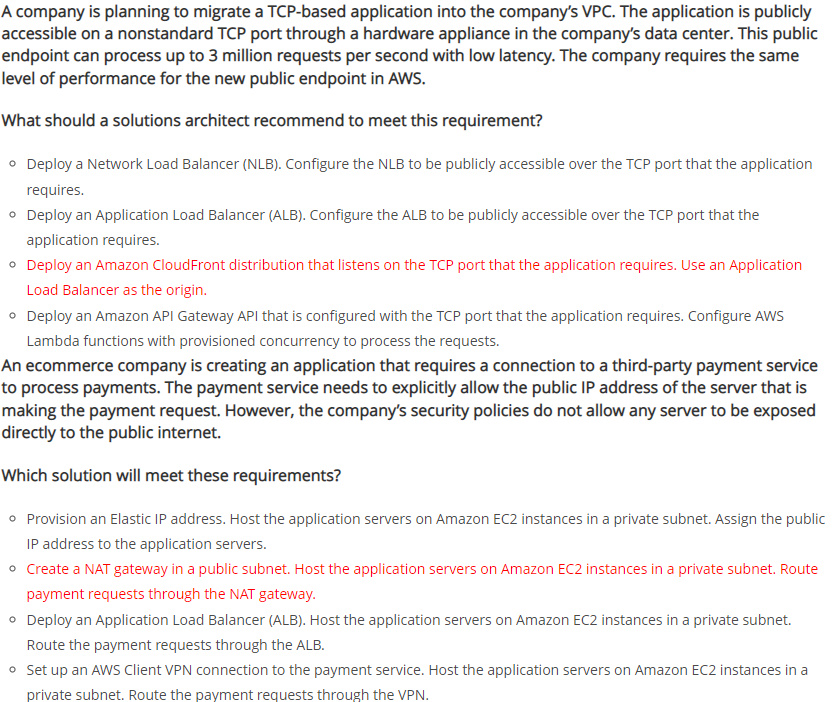 A company is planning to migrate a TCP-based application into the company’s VPC. The application is publicly
accessible on a nonstandard TCP port through a hardware appliance in the company’s data center. This public
endpoint can process up to 3 million requests per second with low latency. The company requires the same
level of performance for the new public endpoint in AWS.
What should a solutions architect recommend to meet this requirement?
Deploy a Network Load Balancer (NLB). Configure the NLB to be publicly accessible over the TCP port that the application
requires.
Deploy an Application Load Balancer (ALB). Configure the ALB to be publicly accessible over the TCP port that the
application requires.
Deploy an Amazon CloudFront distribution that listens on the TCP port that the application requires. Use an Application
Load Balancer as the origin.
Deploy an Amazon API Gateway API that is configured with the TCP port that the application requires. Configure AWS
Lambda functions with provisioned concurrency to process the requests.
An ecommerce company is creating an application that requires a connection to a third-party payment service
to process payments. The payment service needs to explicitly allow the public IP address of the server that is
making the payment request. However, the company’s security policies do not allow any server to be exposed
directly to the public internet.
Which solution will meet these requirements?
Provision an Elastic IP address. Host the application servers on Amazon EC2 instances in a private subnet. Assign the public
IP address to the application servers.
Create a NAT gateway in a public subnet. Host the application servers on Amazon EC2 instances in a private subnet. Route
payment requests through the NAT gateway.
Deploy an Application Load Balancer (ALB). Host the application servers on Amazon EC2 instances in a private subnet.
Route the payment requests through the ALB.
Set up an AWS Client VPN connection to the payment service. Host the application servers on Amazon EC2 instances in a
private subnet. Route the payment requests through the VPN.